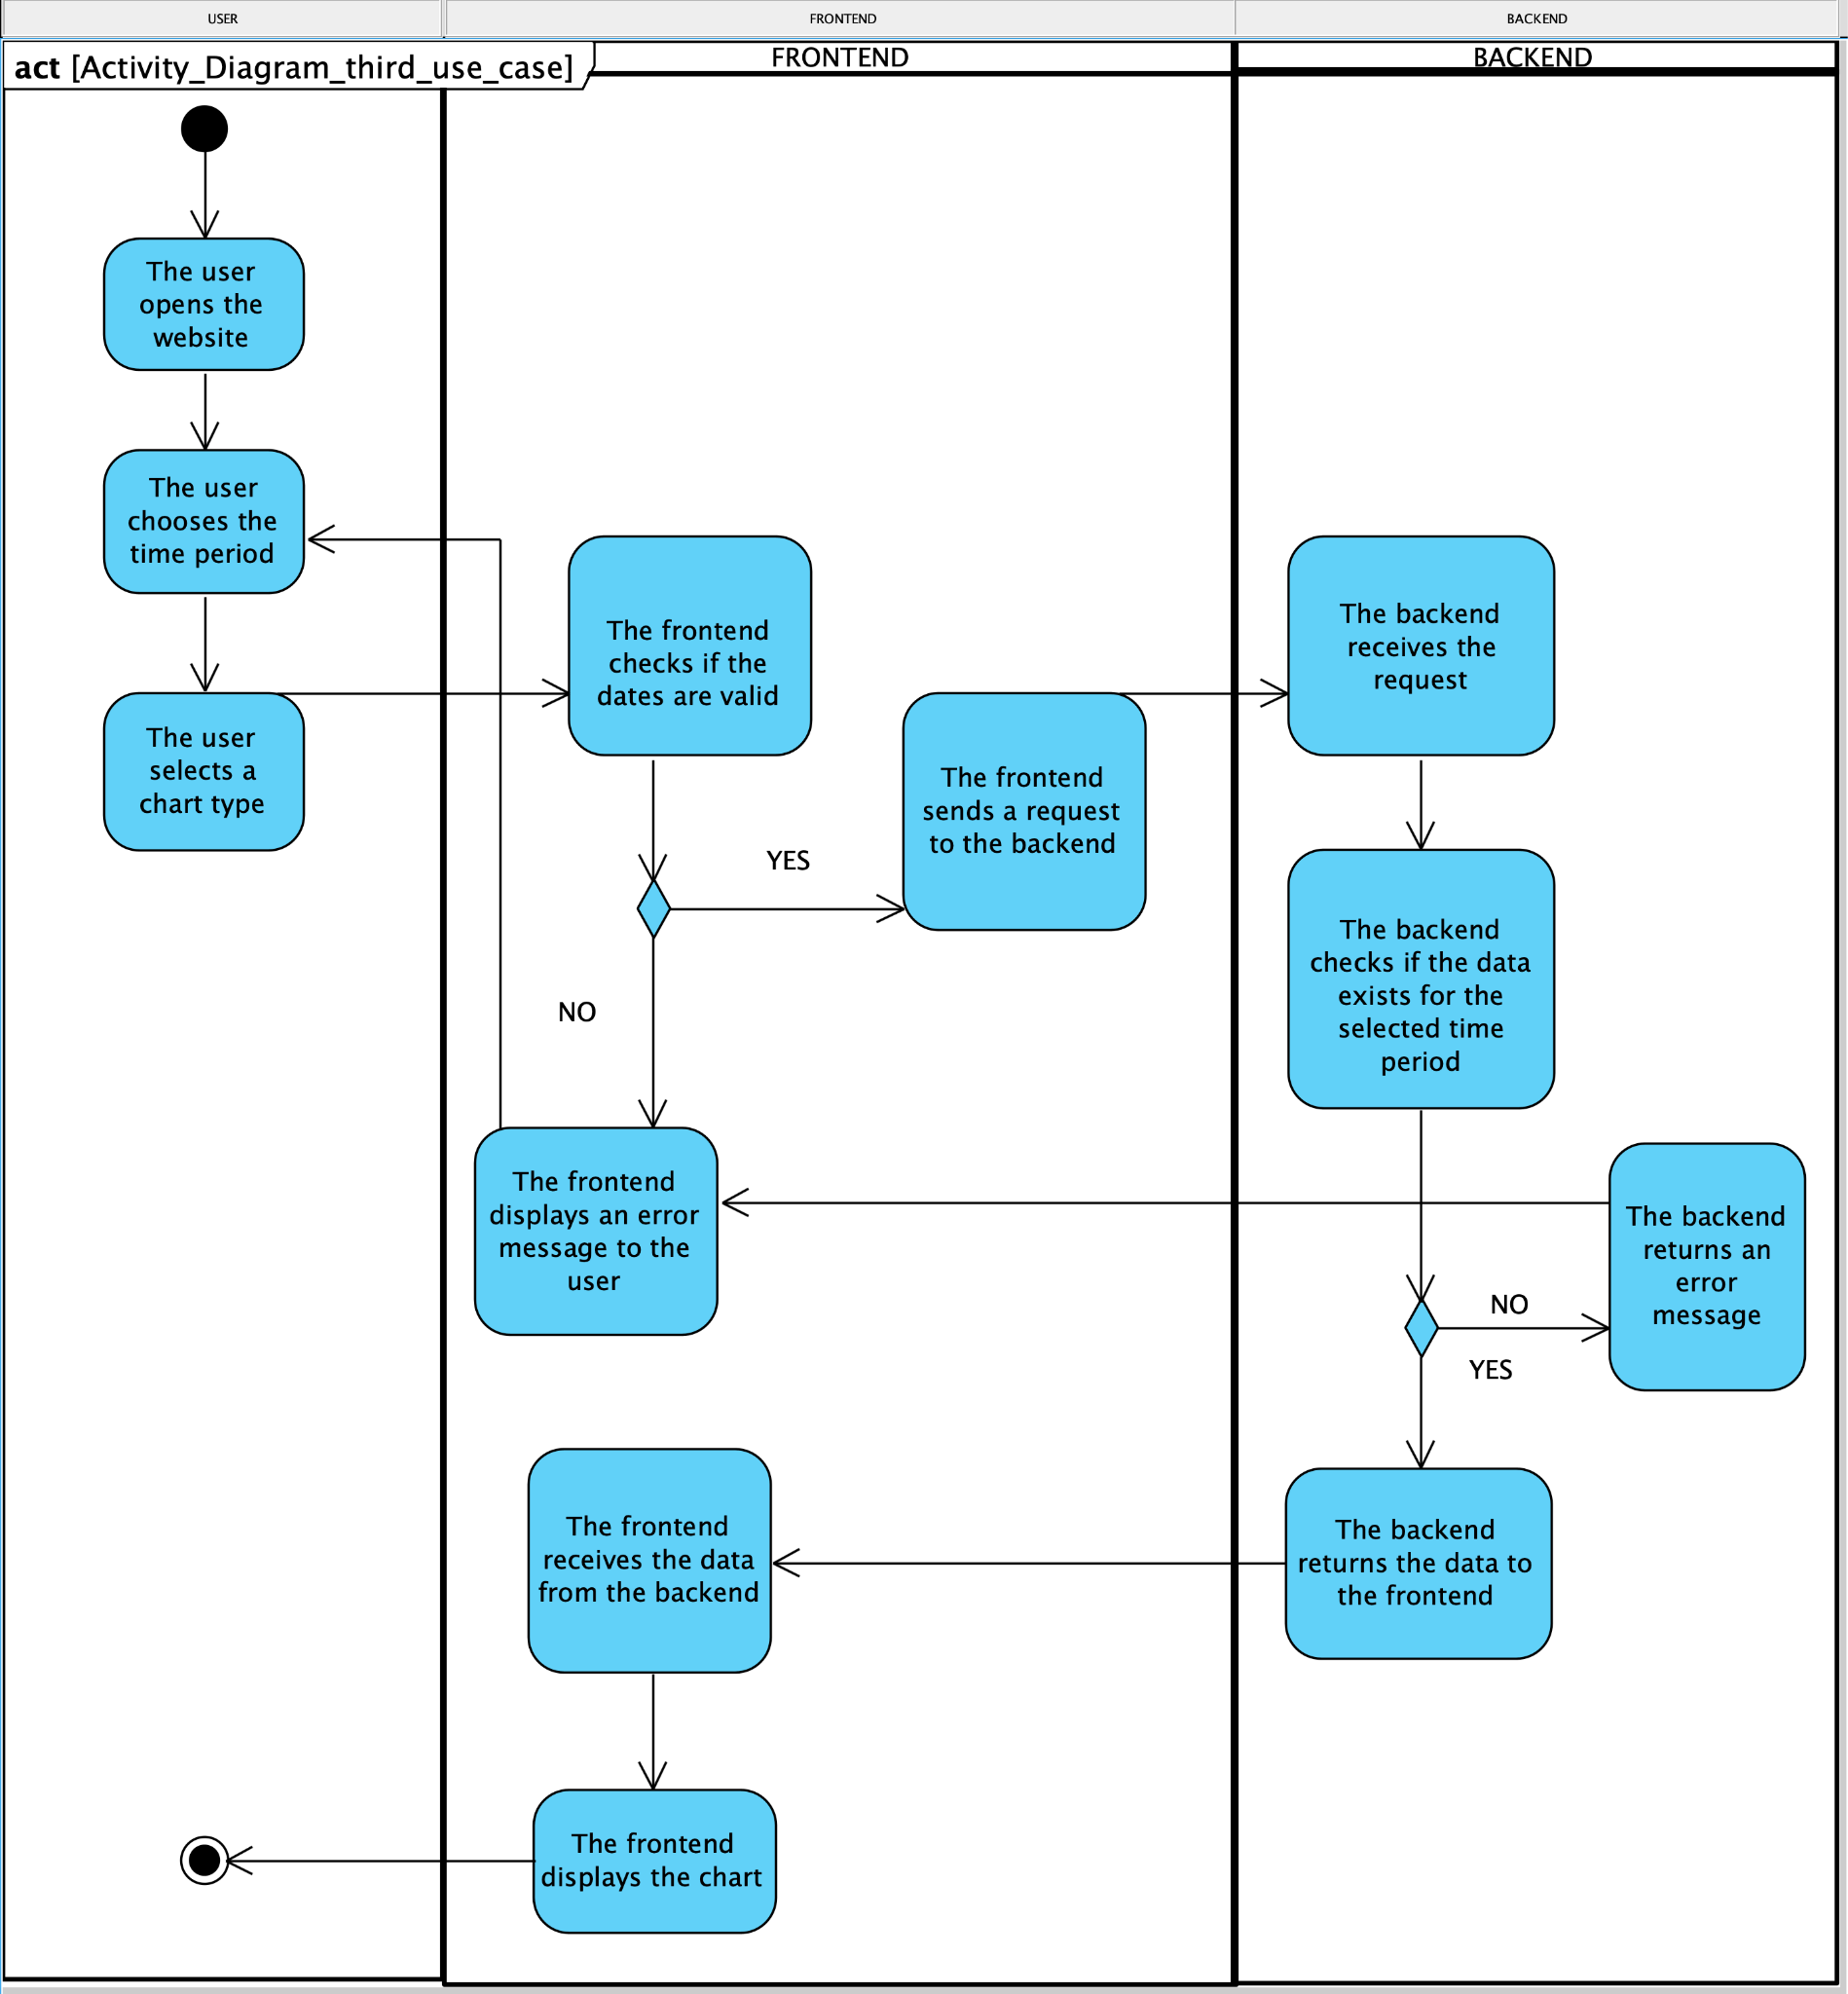 USER
FRONTEND
BACKEND
act [Activity_Diagram_third_use_case]
FRONTEND
BACKEND
The user
opens the
website
The user
chooses the
time period
The user
selects a
chart type
The frontend
checks if the
dates are valid
YES
NO
The frontend
sends a request
to the backend
The backend
receives the
request
The backend
checks if the data
exists for the
selected time
period
NO
YES
The backend
returns an
error
message
The frontend
displays an error
message to the
user
The backend
returns the data to
the frontend
The frontend
receives the data
from the backend
The frontend
displays the chart